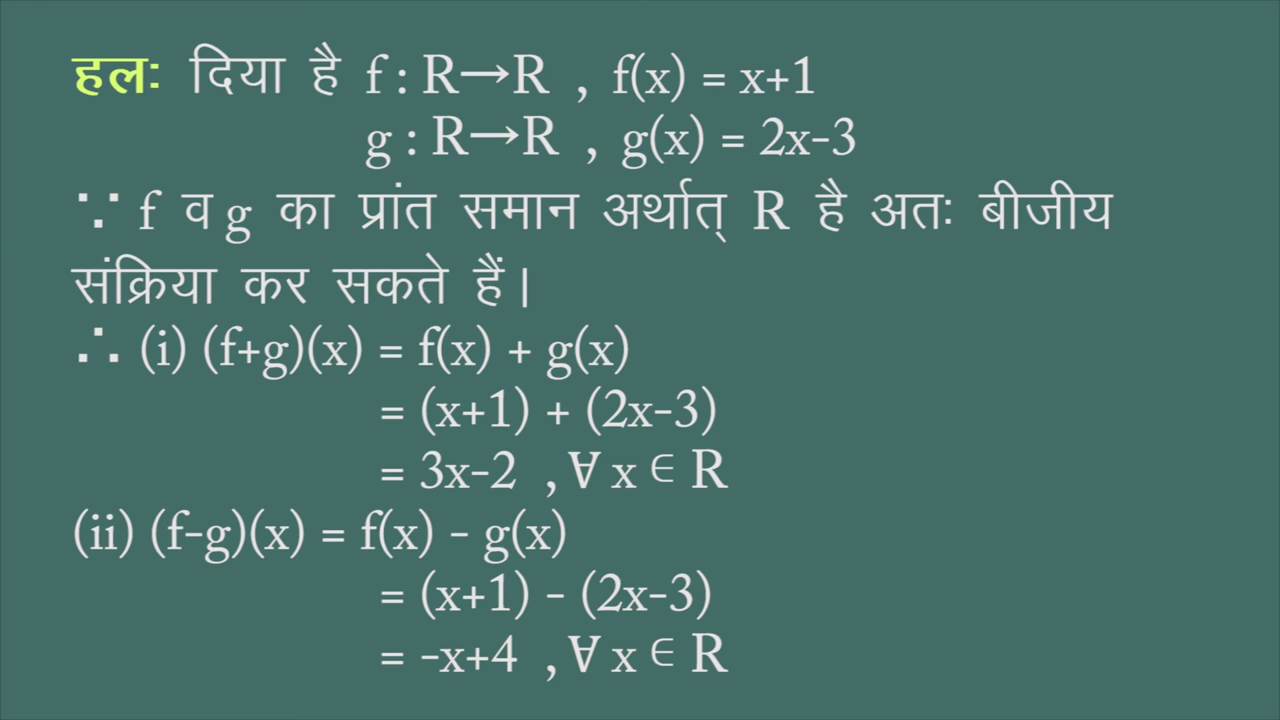 हलः दिया है f : R→R , f(x) = x+1
g : R→R , g(x) = 2x-3
∵ f व g का प्रांत समान अर्थात् R है अतः बीजीय
संक्रिया कर सकते हैं।
∴ (i) (f+g)(x) = f(x) + g(x)
= (x+1) + (2x-3)
= 3x-2 , ∀ x ∈ R
(ii) (f-g)(x) = f(x) - g(x)
= (x+1) - (2x-3)
= -x+4 , ∀ x ∈ R